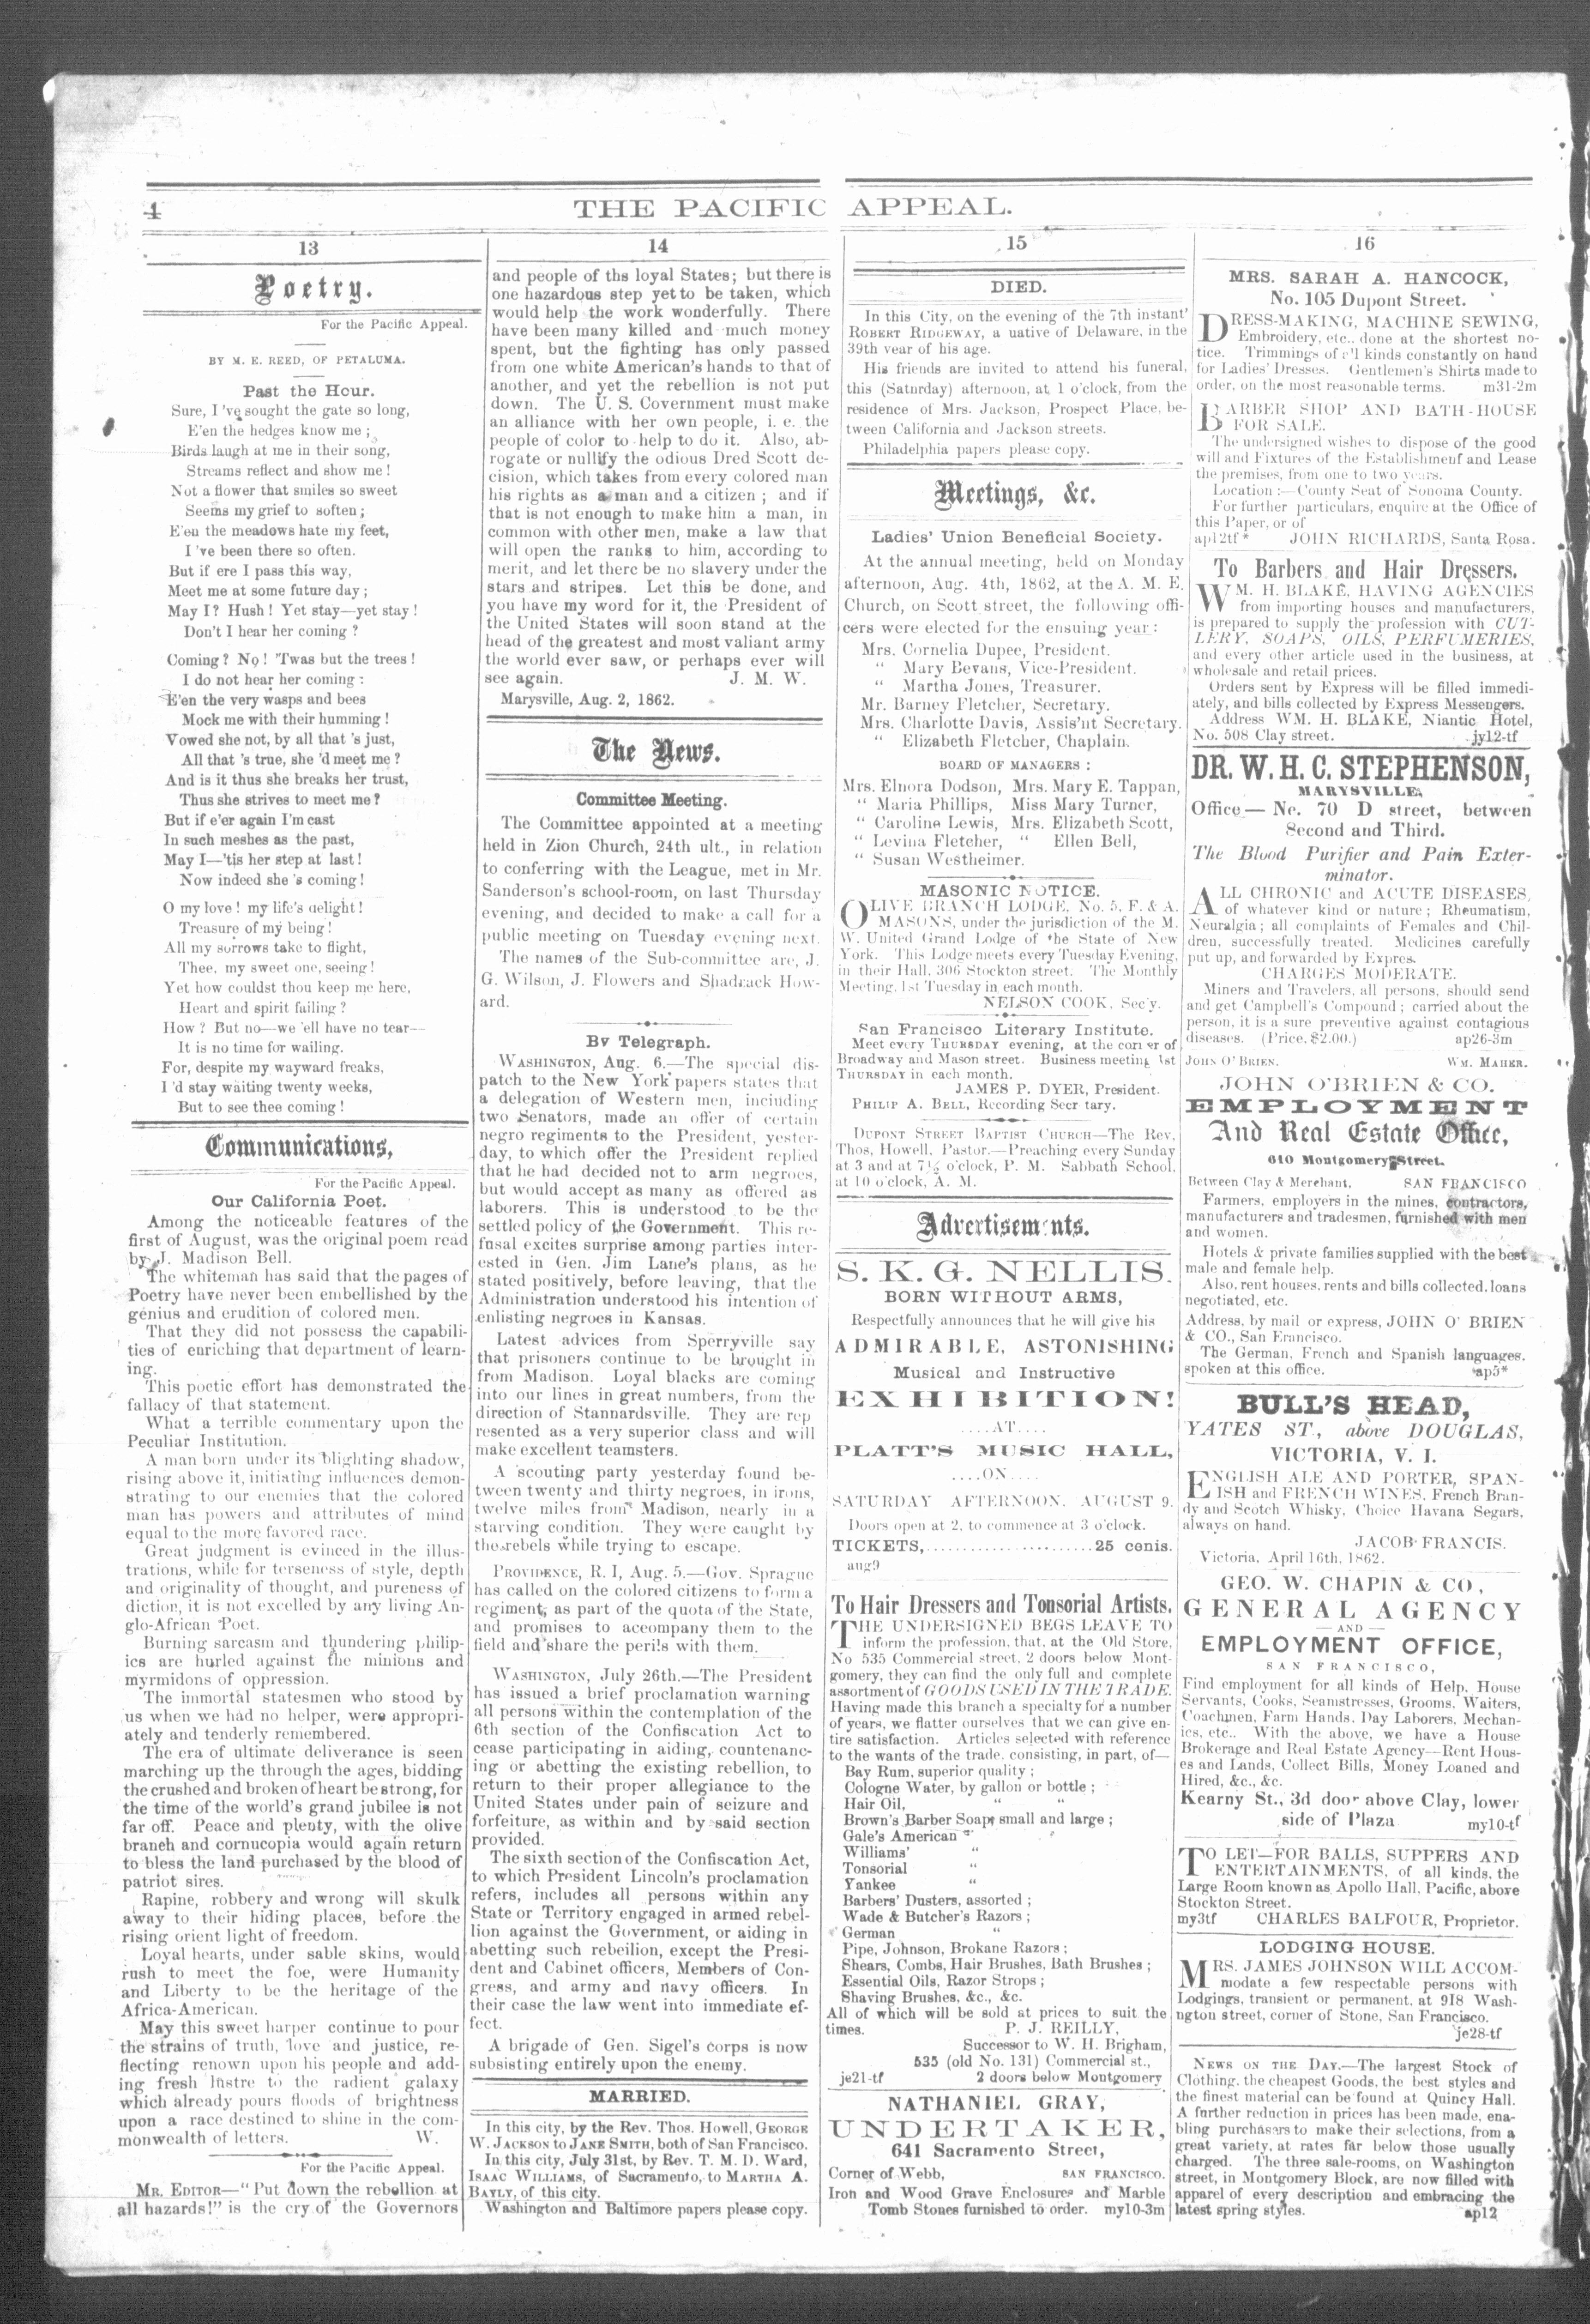 4
THE PACIFIC APPEAL.
13
Poetry.
For the Pacific Appeal.
BY M. E. REED, OF PETALUMA.
Past the Hour.
Sure, I 've sought the gate so long,
E'en the hedges know me ;
Birds laugh at me in their song,
Streams reflect and show me !
Not a flower that smiles so sweet
Seems my grief to soften ;
E'en the meadows hate my feet,
I 've been there so often.
But if ere I pass this way,
Meet me at some future day ;
May I ? Hush ! Yet stay—yet stay !
Don't I hear her coming ?
Coming ? No ! 'Twas but the trees !
I do not hear her coming :
E'en the very wasps and bees
Mock me with their humming !
Vowed she not, by all that 's just,
All that 's true, she 'd meet me ?
And is it thus she breaks her trust,
Thus she strives to meet me ?
But if e'er again I'm cast
In such meshes as the past,
May I—'tis her step at last !
Now indeed she 's coming !
O my love ! my life's delight !
Treasure of my being !
All my sorrows take to flight,
Thee, my sweet one, seeing !
Yet how couldst thou keep me here,
Heart and spirit failing ?
How ? But no—we 'ell have no tear—
It is no time for wailing.
For, despite my wayward freaks,
I 'd stay waiting twenty weeks,
But to see thee coming !
Communications,
For the Pacific Appeal.
Our California Poet.
Among the noticeable features of the
first of August, was the original poem read
by J. Madison Bell.
The whiteman has said that the pages of
Poetry have never been embellished by the
genius and erudition of colored men.
That they did not possess the capabili-
ties of enriching that department of learn-
ing.
This poetic effort has demonstrated the
fallacy of that statement.
What a terrible commentary upon the
Peculiar Institution.
A man born under its blighting shadow,
rising above it, initiating influences demon-
strating to our enemies that the colored
man has powers and attributes of mind
equal to the more favored race.
Great judgment is evinced in the illus-
trations, while for terseness of style, depth
and originality of thought, and pureness of
diction, it is not excelled by any living An-
glo-African Poet.
Burning sarcasm and thundering philip-
ics are hurled against the minions and
myrmidons of oppression.
The immortal statesmen who stood by
us when we had no helper, were appropri-
ately and tenderly remembered.
The era of ultimate deliverance is seen
marching up the through the ages, bidding
the crushed and broken of heart be strong, for
the time of the world's grand jubilee is not
far off. Peace and plenty, with the olive
braneh and cornucopia would again return
to bless the land purchased by the blood of
patriot sires.
Rapine, robbery and wrong will skulk
away to their hiding places, before the
rising orient light of freedom.
Loyal hearts, under sable skins, would
rush to meet the foe, were Humanity
and Liberty to be the heritage of the
Africa-American.
May this sweet harper continue to pour
the strains of truth, love and justice, re-
flecting renown upon his people and add-
ing fresh lustre to the radient galaxy
which already pours floods of brightness
upon a race destined to shine in the com-
monwealth of letters. W.
For the Pacific Appeal.
MR. EDITOR—" Put down the rebellion at
all hazards!" is the cry of the Governors
14
and people of ths loyal States; but there is
one hazardous step yet to be taken, which
would help the work wonderfully. There
have been many killed and much money
spent, but the fighting has only passed
from one white American's hands to that of
another, and yet the rebellion is not put
down. The U. S. Covernment must make
an alliance with her own people, i. e. the
people of color to help to do it. Also, ab-
rogate or nullify the odious Dred Scott de-
cision, which takes from every colored man
his rights as a man and a citizen ; and if
that is not enough to make him a man, in
common with other men, make a law that
will open the ranks to him, according to
merit, and let there be no slavery under the
stars and stripes. Let this be done, and
you have my word for it, the President of
the United States will soon stand at the
head of the greatest and most valiant army
the world ever saw, or perhaps ever will
see again. J. M. W.
Marysville, Aug. 2, 1862.
The News.
Committee Meeting.
The Committee appointed at a meeting
held in Zion Church, 24th ult., in relation
to conferring with the League, met in Mr.
Sanderson's school-room, on last Thursday
evening, and decided to make a call for a
public meeting on Tuesday evening next.
The names of the Sub-committee are, J.
G. Wilson, J. Flowers and Shadrack How-
ard.
By Telegraph.
WASHINGTON, Aug. 6.—The special dis-
patch to the New York papers states that
a delegation of Western men, including
two Senators, made an offer of certain
negro regiments to the President, yester-
day, to which offer the President replied
that he had decided not to arm negroes,
but would accept as many as offered as
laborers. This is understood to be the
settled policy of the Government. This re-
fusal excites surprise among parties inter-
ested in Gen. Jim Lane's plans, as he
stated positively, before leaving, that the
Administration understood his intention of
enlisting negroes in Kansas.
Latest advices from Sperryville say
that prisoners continue to be brought in
from Madison. Loyal blacks are coming
into our lines in great numbers, from the
direction of Stannardsville. They are rep
resented as a very superior class and will
make excellent teamsters.
A scouting party yesterday found be-
tween twenty and thirty negroes, in irons,
twelve miles from Madison, nearly in a
starving condition. They were caught by
the rebels while trying to escape.
PROVIDENCE, R. I, Aug. 5.—Gov. Sprague
has called on the colored citizens to form a
regiment, as part of the quota of the State,
and promises to accompany them to the
field and share the perils with them.
WASHINGTON, July 26th.—The President
has issued a brief proclamation warning
all persons within the contemplation of the
6th section of the Confiscation Act to
cease participating in aiding, countenanc-
ing or abetting the existing rebellion, to
return to their proper allegiance to the
United States under pain of seizure and
forfeiture, as within and by said section
provided.
The sixth section of the Confiscation Act,
to which President Lincoln's proclamation
refers, includes all persons within any
State or Territory engaged in armed rebel-
lion against the Government, or aiding in
abetting such rebellion, except the Presi-
dent and Cabinet officers, Members of Con-
gress, and army and navy officers. In
their case the law went into immediate ef-
fect.
A brigade of Gen. Sigel's corps is now
subsisting entirely upon the enemy.
MARRIED.
In this city, by the Rev. Thos. Howell, GEORGE
W. JACKSON to JANE SMITH, both of San Francisco.
In this city, July 31st, by Rev. T. M. D. Ward,
ISAAC WILLIAMS, of Sacramento, to MARTHA A.
BAYLY, of this city.
Washington and Baltimore papers please copy.
15
DIED.
In this City, on the evening of the 7th instant'
ROBERT RIDGEWAY, a uative of Delaware, in the
39th year of his age.
His friends are invited to attend his funeral,
this (Saturday) afternoon, at 1 o'clock, from the
residence of Mrs. Jackson, Prospect Place, be-
tween California and Jackson streets.
Philadelphia papers please copy.
Meetings, &c.
Ladies' Union Beneficial Society.
At the annual meeting, held on Monday
afternoon, Aug. 4th, 1862, at the A. M. E.
Church, on Scott street, the following offi-
cers were elected for the ensuing year :
Mrs. Cornelia Dupee, President.
" Mary Bevans, Vice-President.
" Martha Jones, Treasurer.
Mr. Barney Fletcher, Secretary.
Mrs. Charlotte Davis, Assis'nt Secretary.
" Elizabeth Fletcher, Chaplain.
BOARD OF MANAGERS :
Mrs. Elnora Dodson, Mrs. Mary E. Tappan,
" Maria Phillips, Miss Mary Turner,
" Caroline Lewis, Mrs. Elizabeth Scott,
" Levina Fletcher, " Ellen Bell,
" Susan Westheimer.
MASONIC NOTICE.
OLIVE BRANCH LODGE, No. 5, F. & A.
MASONS, under the jurisdiction of the M.
W. United Grand Lodge of the State of New
York. This Lodge meets every Tuesday Evening,
in their Hall, 306 Stockton street. The Monthly
Meeting, 1st Tuesday in each month.
NELSON COOK, Sec'y.
San Francisco Literary Institute.
Meet every THURSDAY evening, at the corner of
Broadway and Mason street. Business meeting 1st
THURSDAY in each month.
JAMES P. DYER, President.
PHILIP A. BELL, Recording Secr tary.
DUPONT STREET BAPTIST CHURCH—The Rev.
Thos, Howell, Pastor.—Preaching every Sunday
at 3 and at 7½ o'clock, P. M. Sabbath School,
at 10 o'clock, A. M.
Advertisements.
S. K. G. NELLIS.
BORN WITHOUT ARMS,
Respectfully announces that he will give his
ADMIRABLE, ASTONISHING
Musical and Instructive
EXHIBITION!
....AT....
PLATT'S MUSIC HALL,
....ON....
SATURDAY AFTERNOON, AUGUST 9.
Doors open at 2, to commence at 3 o'clock.
TICKETS,......................25 cenis.
aug9
To Hair Dressers and Tonsorial Artists.
THE UNDERSIGNED BEGS LEAVE TO
inform the profession, that, at the Old Store,
No 535 Commercial street, 2 doors below Mont-
gomery, they can find the only full and complete
assortment of GOODS USED IN THE TRADE.
Having made this branch a specialty for a number
of years, we flatter ourselves that we can give en-
tire satisfaction. Articles selected with reference
to the wants of the trade, consisting, in part, of—
Bay Rum, superior quality ;
Cologne Water, by gallon or bottle ;
Hair Oil, " "
Brown's Barber Soap, small and large ;
Gale's American "
Williams' "
Tonsorial "
Yankee "
Barbers' Dusters, assorted ;
Wade & Butcher's Razors ;
German "
Pipe, Johnson, Brokane Razors ;
Shears, Combs, Hair Brushes, Bath Brushes ;
Essential Oils, Razor Strops ;
Shaving Brushes, &c., &c.
All of which will be sold at prices to suit the
times. P. J. REILLY,
Successor to W. H. Brigham,
535 (old No. 131) Commercial st.,
je21-tf 2 doors below Montgomery
NATHANIEL GRAY,
UNDERTAKER,
641 Sacramento Street,
Corner of Webb, SAN FRANCISCO.
Iron and Wood Grave Enclosures and Marble
Tomb Stones furnished to order. my10-3m
16
MRS. SARAH A. HANCOCK,
No. 105 Dupont Street.
DRESS-MAKING, MACHINE SEWING,
Embroidery, etc.. done at the shortest no-
tice. Trimmings of all kinds constantly on hand
for Ladies' Dresses. Gentlemen's Shirts made to
order, on the most reasonable terms. m31-2m
BARBER SHOP AND BATH-HOUSE
FOR SALE.
The undersigned wishes to dispose of the good
will and Fixtures of the Establishmeuf and Lease
the premises, from one to two years.
Location :—County Seat of Sonoma County.
For further particulars, enquire at the Office of
this Paper, or of
ap12tf* JOHN RICHARDS, Santa Rosa.
To Barbers and Hair Dressers.
WM. H. BLAKE, HAVING AGENCIES
from importing houses and manufacturers,
is prepared to supply the profession with CUT-
LERY, SOAPS, OILS, PERFUMERIES,
and every other article used in the business, at
wholesale and retail prices.
Orders sent by Express will be filled immedi-
ately, and bills collected by Express Messengers.
Address WM. H. BLAKE, Niantic Hotel,
No. 508 Clay street. jy12-tf
DR. W. H. C. STEPHENSON,
MARYSVILLE,
Office— No. 70 D street, between
Second and Third.
The Blood Purifier and Pain Exter-
minator.
ALL CHRONIC and ACUTE DISEASES,
of whatever kind or nature ; Rheumatism,
Neuralgia ; all complaints of Females and Chil-
dren, successfully treated. Medicines carefully
put up, and forwarded by Expres.
CHARGES MODERATE.
Miners and Travelers, all persons, should send
and get Campbell's Compound ; carried about the
person, it is a sure preventive against contagious
diseases. (Price, $2.00.) ap26-3m
JOHN O'BRIEN. WM. MAHER.
JOHN O'BRIEN & CO.
EMPLOYMENT
And Real Estate Office,
610 Montgomery Street.
Between Clay & Merchant, SAN FRANCISCO
Farmers, employers in the mines, contractors,
manufacturers and tradesmen, furnished with men
and women.
Hotels & private families supplied with the best
male and female help.
Also, rent houses, rents and bills collected, loans
negotiated, etc.
Address, by mail or express, JOHN O' BRIEN
& CO., San Francisco.
The German, French and Spanish languages.
spoken at this office. ap5*
BULL'S HEAD,
YATES ST., above DOUGLAS,
VICTORIA, V. I.
ENGLISH ALE AND PORTER, SPAN-
ISH and FRENCH WINES, French Bran-
dy and Scotch Whisky, Choice Havana Segars,
always on hand.
JACOB FRANCIS.
Victoria, April 16th, 1862.
GEO. W. CHAPIN & CO,
GENERAL AGENCY
— AND —
EMPLOYMENT OFFICE,
SAN FRANCISCO,
Find employment for all kinds of Help. House
Servants, Cooks, Seamstresses, Grooms, Waiters,
Coachmen, Farm Hands, Day Laborers, Mechan-
ics, etc.. With the above, we have a House
Brokerage and Real Estate Agency—Rent Hous-
es and Lands, Collect Bills, Money Loaned and
Hired, &c., &c.
Kearny St., 3d door above Clay, lower
side of Plaza my10-tf
TO LET—FOR BALLS, SUPPERS AND
ENTERTAINMENTS, of all kinds, the
Large Room known as Apollo Hall, Pacific, above
Stockton Street.
my3tf CHARLES BALFOUR, Proprietor.
LODGING HOUSE.
MRS. JAMES JOHNSON WILL ACCOM-
modate a few respectable persons with
Lodgings, transient or permanent, at 918 Wash-
ngton street, corner of Stone, San Francisco.
je28-tf
NEWS ON THE DAY.—The largest Stock of
Clothing, the cheapest Goods, the best styles and
the finest material can be found at Quincy Hall.
A further reduction in prices has been made, ena-
bling purchasers to make their selections, from a
great variety, at rates far below those usually
charged. The three sale-rooms, on Washington
street, in Montgomery Block, are now filled with
apparel of every description and embracing the
latest spring styles. ap12